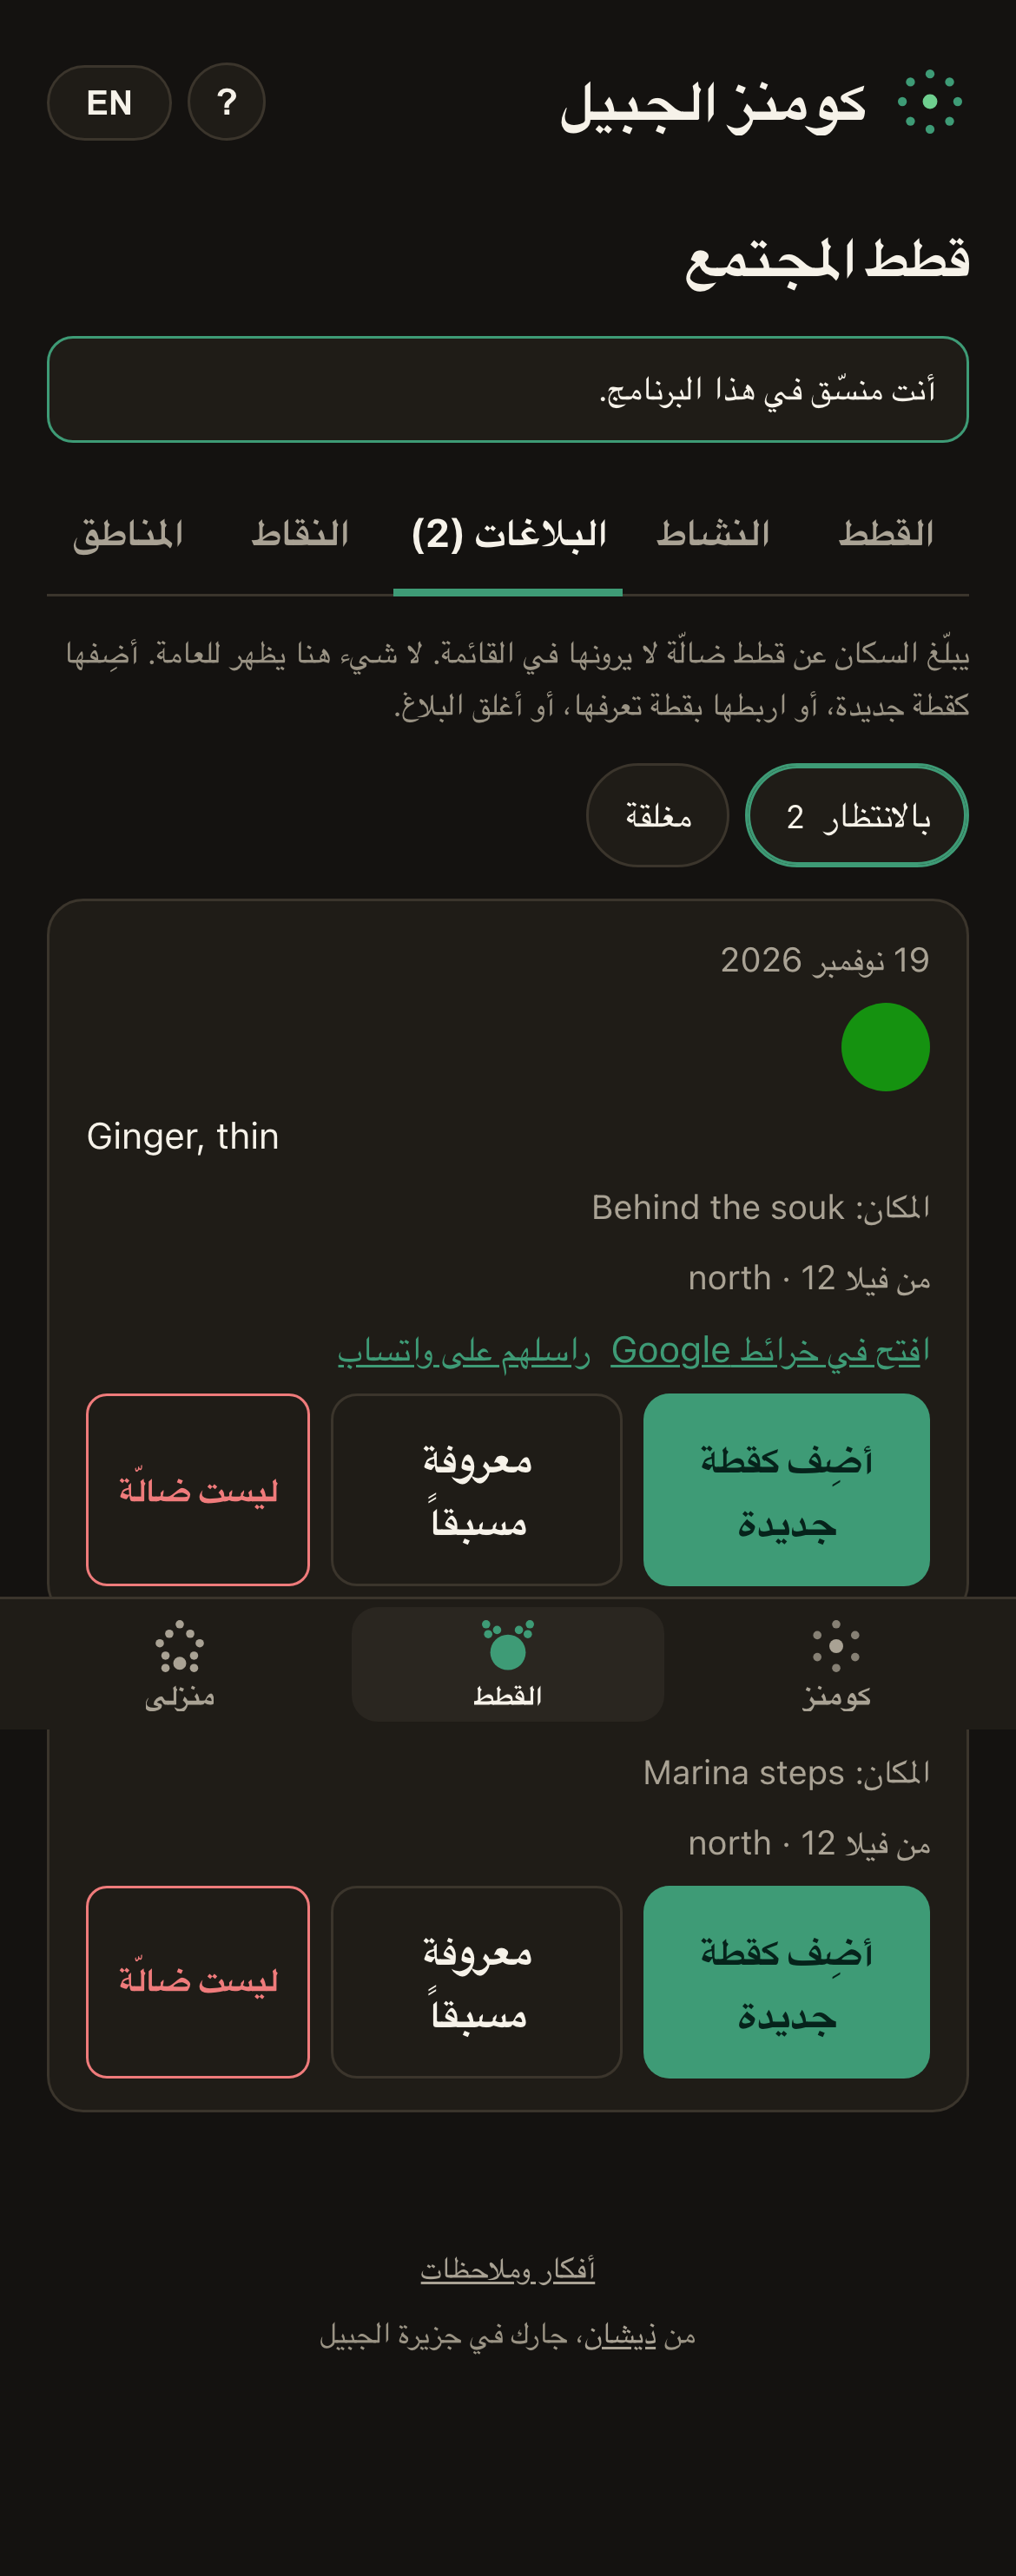 كومنز الجبيل
?
EN
قطط المجتمع
أنت منسّق في هذا البرنامج.
القطط
النشاط
البلاغات (2)
النقاط
المناطق
يبلّغ السكان عن قطط ضالّة لا يرونها في القائمة. لا شيء هنا يظهر للعامة. أضِفها
كقطة جديدة، أو اربطها بقطة تعرفها، أو أغلق البلاغ.
بالانتظار 2
مغلقة
19 نوفمبر 2026
Ginger, thin
المكان: Behind the souk
من فيلا 12 · north
افتح في خرائط Google
راسلهم على واتساب
أضِف كقطة
جديدة
معروفة
مسبقاً
ليست ضالّة
كومنز
القطط
منزلي
المكان: Marina steps
من فيلا 12 · north
أضِف كقطة
جديدة
معروفة
مسبقاً
ليست ضالّة
أفكار وملاحظات
من ذيشان، جارك في جزيرة الجبيل